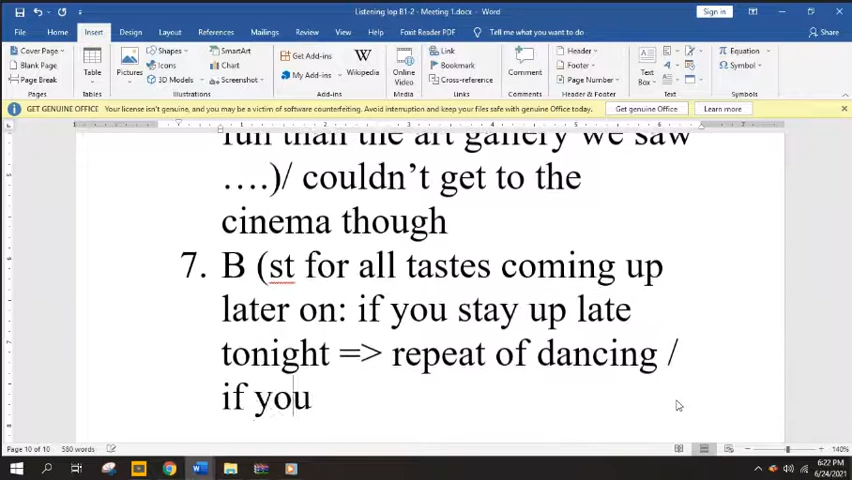 Listening lop B1-2 - Meeting 1.docx - Word
Sign in
File Home Insert Design Layout References Mailings Review View Help Foxit Reader PDF Tell me what you want to do Share
Cover Page
Blank Page
Page Break
Table
Tables
Pictures
Shapes
Icons
3D Models
SmartArt
Chart
Screenshot
Illustrations
Get Add-ins
My Add-ins
Wikipedia
Add-ins
Online
Video
Media
Link
Bookmark
Cross-reference
Links
Comment
Comments
Header
Footer
Page Number
Header & Footer
Text
Box
Text
Equation
Symbol
Symbols
GET GENUINE OFFICE Your license isn't genuine, and you may be a victim of software counterfeiting. Avoid interruption and keep your files safe with genuine Office today. Get genuine Office Learn more
fun than the art gallery we saw
….)/ couldn't get to the
cinema though
7. B (st for all tastes coming up
later on: if you stay up late
tonight => repeat of dancing /
if you
Page 10 of 10 580 words
140%
6:22 PM
6/24/2021